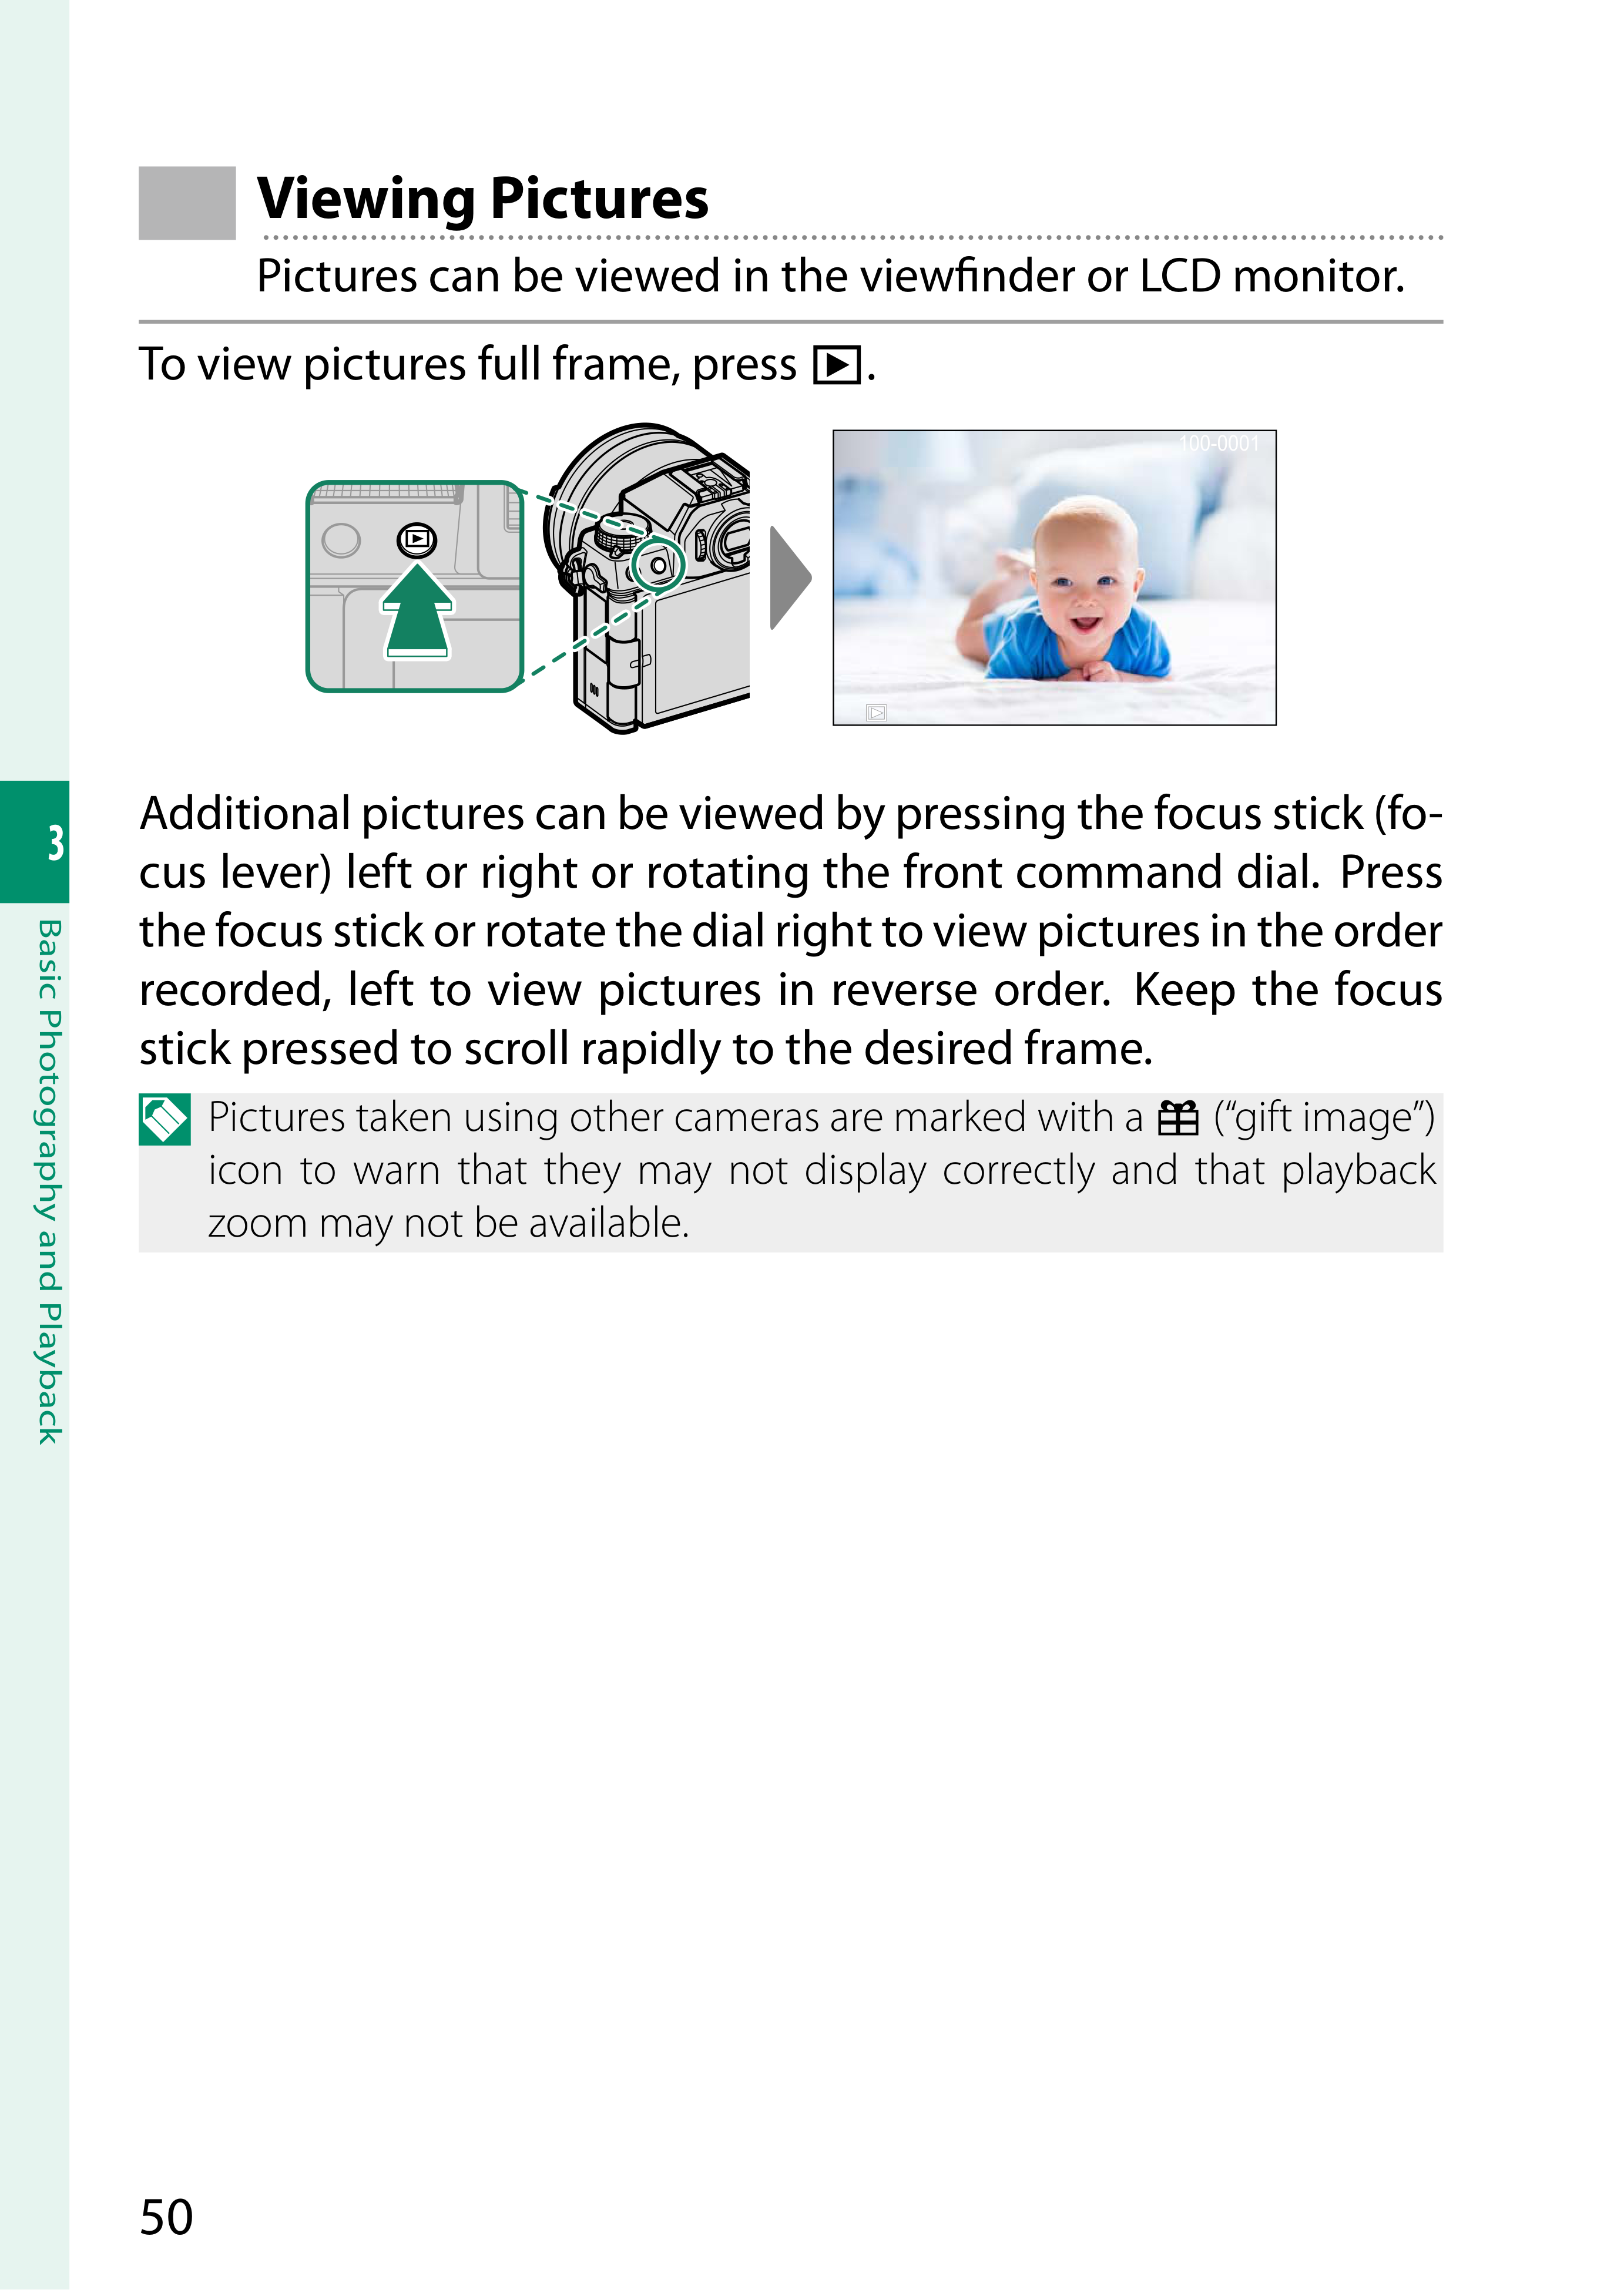 Viewing Pictures
Pictures can be viewed in the viewfinder or LCD monitor.
To view pictures full frame, press .
100-0001
Additional pictures can be viewed by pressing the focus stick (fo-
cus lever) left or right or rotating the front command dial. Press
the focus stick or rotate the dial right to view pictures in the order
recorded, left to view pictures in reverse order. Keep the focus
stick pressed to scroll rapidly to the desired frame.
Pictures taken using other cameras are marked with a (“gift image”)
icon to warn that they may not display correctly and that playback
zoom may not be available.
3
Basic Photography and Playback
50